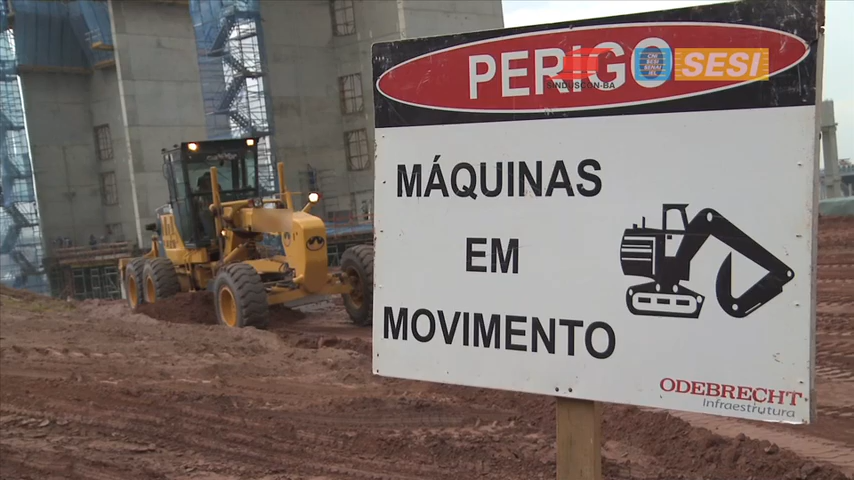 PERIGO
SINDUSCON-BA
SESI
MÁQUINAS
EM
MOVIMENTO
ODEBRECHT
Infraestrutura